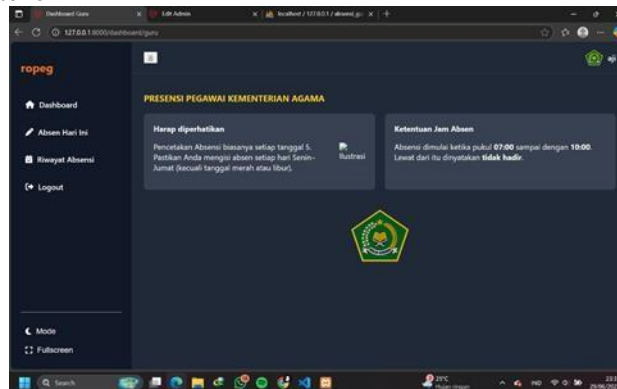 Dashboard Guru
Edit Admin
localhost / 127.0.0.1 / absensi_gu
127.0.0.1:8000/dashboard/guru
ropeg
PRESENSI PEGAWAI KEMENTERIAN AGAMA
Dashboard
Absen Hari Ini
Riwayat Absensi
Logout
Harap diperhatikan
Pencetakan Absensi biasanya setiap tanggal 5.
Pastikan Anda mengisi absen setiap hari Senin–
Jumat (kecuali tanggal merah atau libur).
Ilustrasi
Ketentuan Jam Absen
Absensi dimulai ketika pukul 07:00 sampai dengan 10:00.
Lewat dari itu dinyatakan tidak hadir.
Mode
Fullscreen
Search
25°C
Hujan ringan